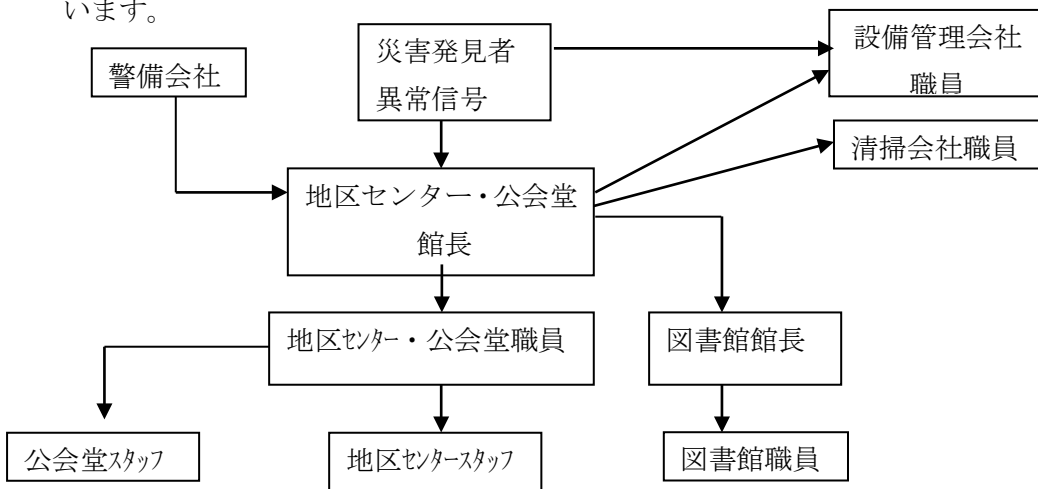 います。
災害発見者
異常信号
設備管理会社
職員
警備会社
清掃会社職員
地区センター・公会堂
館長
地区ｾﾝﾀｰ・公会堂職員
図書館館長
公会堂ｽﾀｯﾌ
地区ｾﾝﾀｰｽﾀｯﾌ
図書館職員